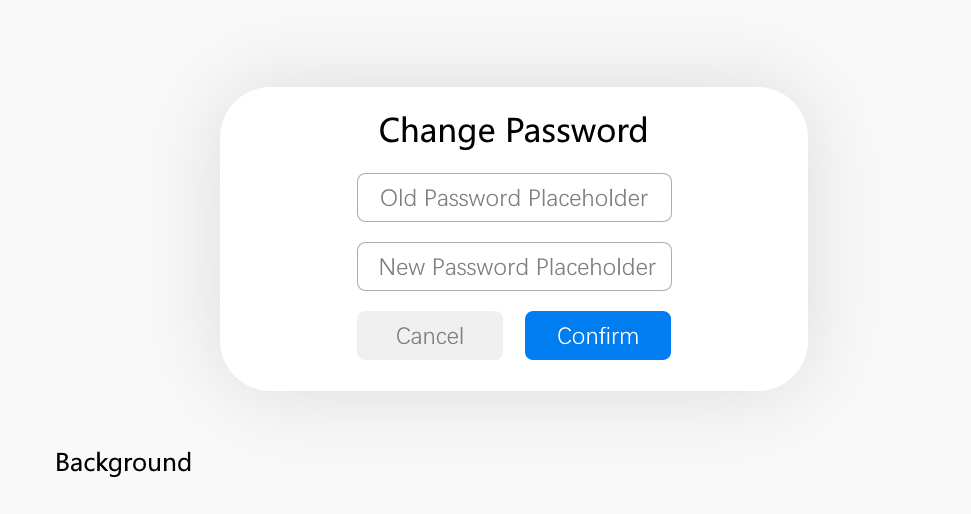 Change Password
Old Password Placeholder
New Password Placeholder
Cancel Confirm
Background